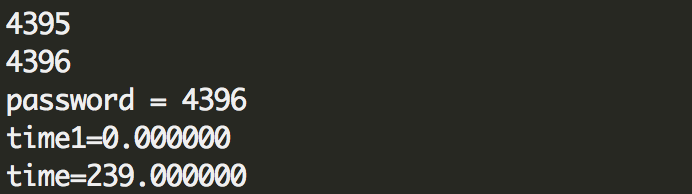 4395
4396
password = 4396
time1=0.000000
time=239.000000